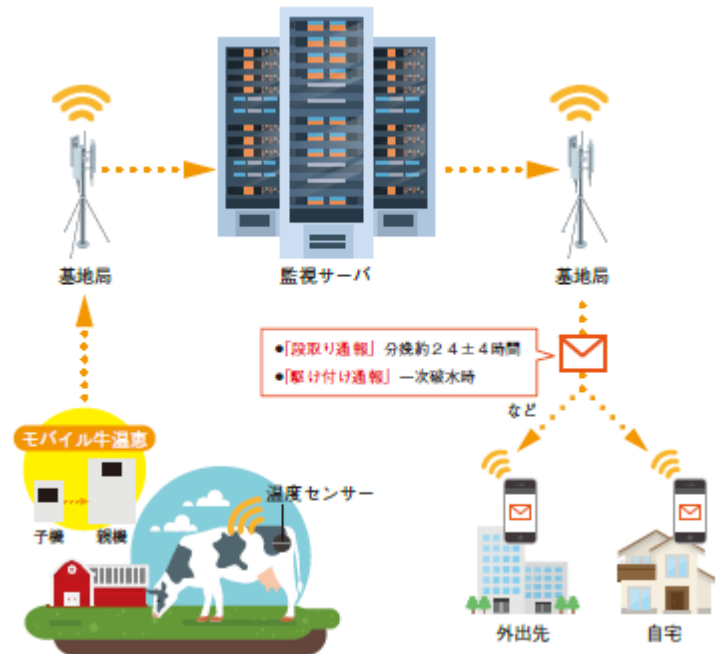 基地局
監視サーバ
基地局
●「段取り通報」分娩約24±4時間
●「駆け付け通報」一次破水時
など
モバイル牛温恵
子機
親機
温度センサー
外出先
自宅